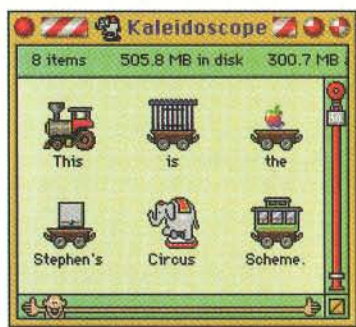 Kaleidoscope
8 items 505.8 MB in disk 300.7 MB
This is the
Stephen's Circus Scheme.